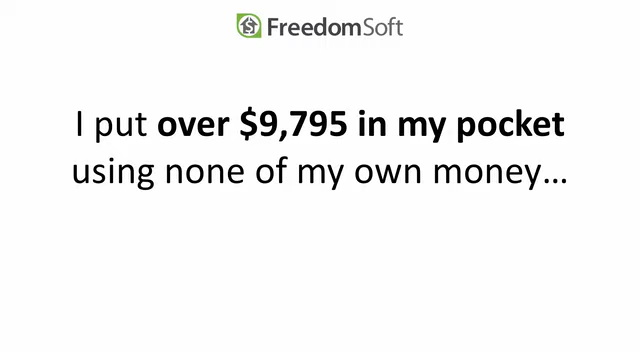 FreedomSoft
I put over $9,795 in my pocket
using none of my own money...